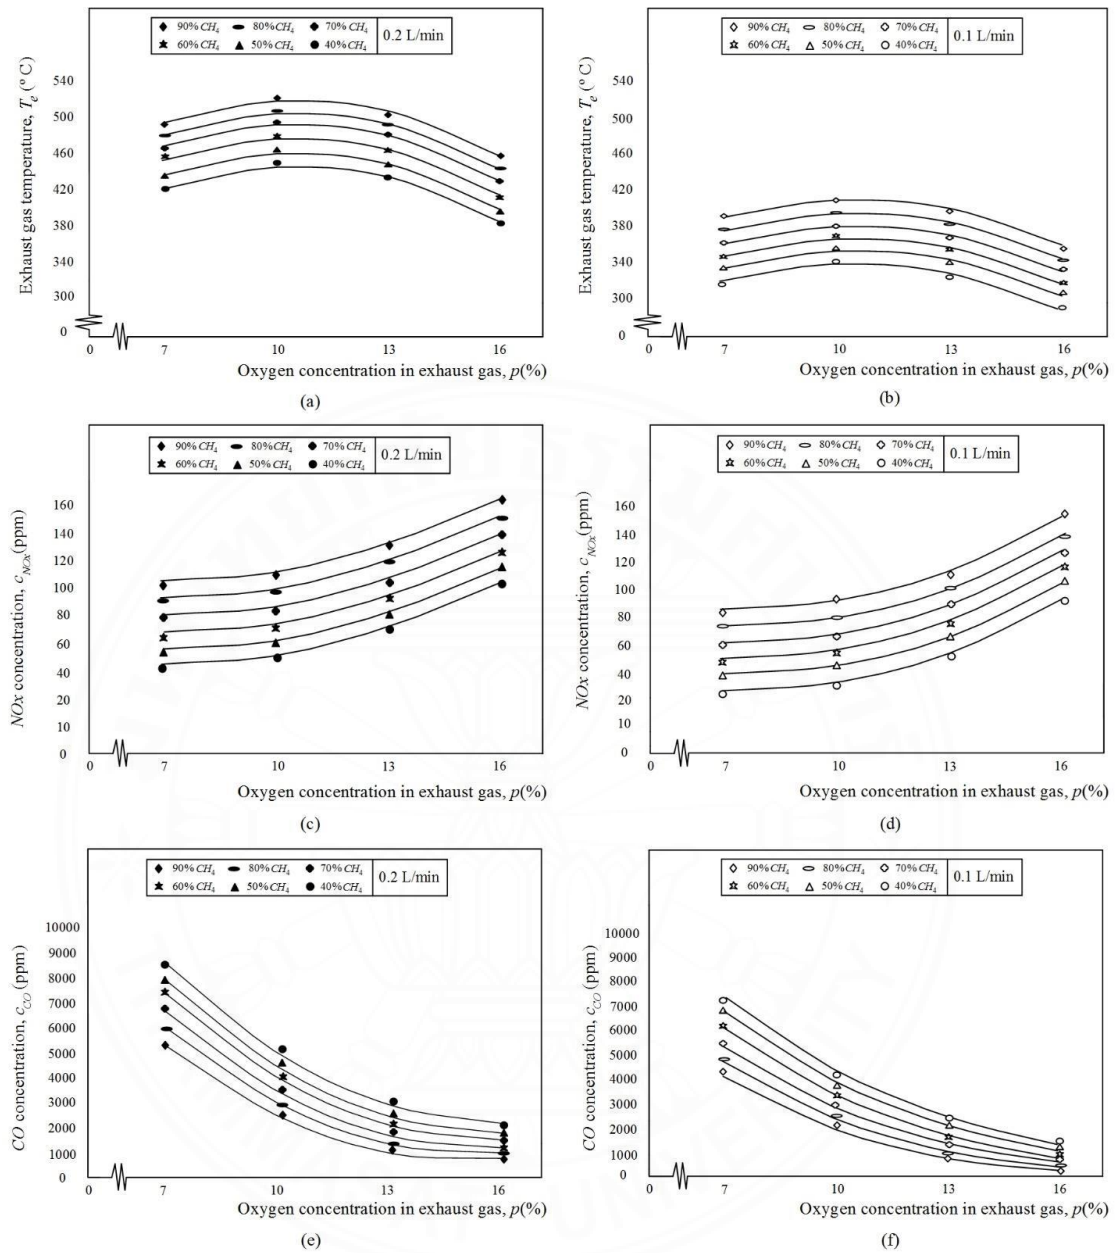 90%CH4 80%CH4 70%CH4
60%CH4 50%CH4 40%CH4
0.2 L/min
Exhaust gas temperature, Te (° C)
540
500
460
420
380
340
300
0
0 7 10 13 16
Oxygen concentration in exhaust gas, p(%)
(a)
90%CH4 80%CH4 70%CH4
60%CH4 50%CH4 40%CH4
0.1 L/min
Exhaust gas temperature, Te (° C)
540
500
460
420
380
340
300
0
0 7 10 13 16
Oxygen concentration in exhaust gas, p(%)
(b)
90%CH4 80%CH4 70%CH4
60%CH4 50%CH4 40%CH4
0.2 L/min
NOx concentration, cNOx(ppm)
160
140
120
100
80
60
40
20
10
0
0 7 10 13 16
Oxygen concentration in exhaust gas, p(%)
(c)
90%CH4 80%CH4 70%CH4
60%CH4 50%CH4 40%CH4
0.1 L/min
NOx concentration, cNOx(ppm)
160
140
120
100
80
60
40
20
10
0
0 7 10 13 16
Oxygen concentration in exhaust gas, p(%)
(d)
90%CH4 80%CH4 70%CH4
60%CH4 50%CH4 40%CH4
0.2 L/min
CO concentration, cCO (ppm)
10000
9000
8000
7000
6000
5000
4000
3000
2000
1000
0
0 7 10 13 16
Oxygen concentration in exhaust gas, p(%)
(e)
90%CH4 80%CH4 70%CH4
60%CH4 50%CH4 40%CH4
0.1 L/min
CO concentration, cCO (ppm)
10000
9000
8000
7000
6000
5000
4000
3000
2000
1000
0
0 7 10 13 16
Oxygen concentration in exhaust gas, p(%)
(f)